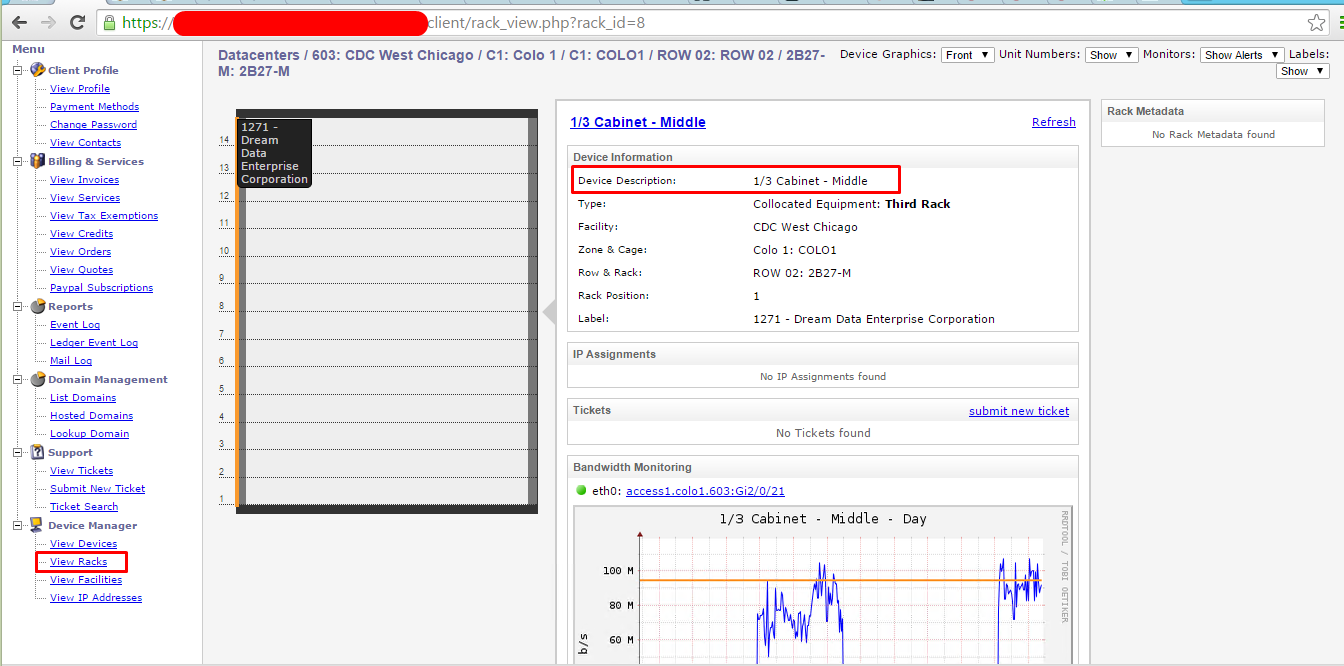 https://
client/rack_view.php?rack_id=8
Menu
Client Profile
View Profile
Payment Methods
Change Password
View Contacts
Billing & Services
View Invoices
View Services
View Tax Exemptions
View Credits
View Orders
View Quotes
Paypal Subscriptions
Reports
Event Log
Ledger Event Log
Mail Log
Domain Management
List Domains
Hosted Domains
Lookup Domain
Support
View Tickets
Submit New Ticket
Ticket Search
Device Manager
View Devices
View Racks
View Facilities
View IP Addresses
Datacenters / 603: CDC West Chicago / C1: Colo 1 / C1: COLO1 / ROW 02: ROW 02 / 2B27-
M: 2B27-M
Device Graphics: Front Unit Numbers: Show Monitors: Show Alerts Labels:
Show
1271 -
Dream
Data
Enterprise
Corporation
14
13
12
11
10
9
8
7
6
5
4
3
2
1
1/3 Cabinet - Middle
Refresh
Device Information
Device Description: 1/3 Cabinet - Middle
Type: Collocated Equipment: Third Rack
Facility: CDC West Chicago
Zone & Cage: Colo 1: COLO1
Row & Rack: ROW 02: 2B27-M
Rack Position: 1
Label: 1271 - Dream Data Enterprise Corporation
IP Assignments
No IP Assignments found
Tickets
submit new ticket
No Tickets found
Bandwidth Monitoring
eth0: access1.colo1.603:Gi2/0/21
1/3 Cabinet - Middle - Day
RRDTOOL / TOBI OETIKER
100 M
80 M
60 M
b/s
Rack Metadata
No Rack Metadata found